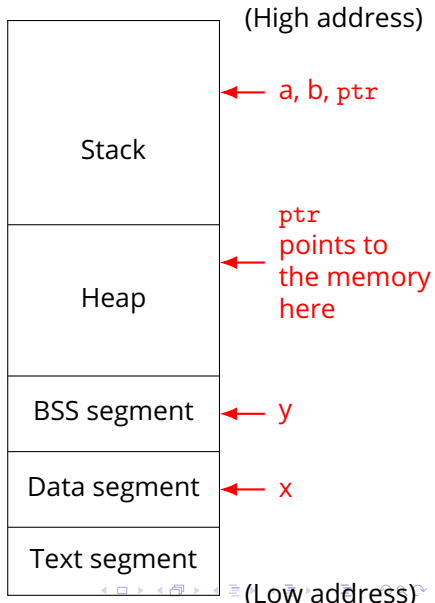 (High address)
a, b, ptr
Stack
ptr
points to
the memory
here
Heap
BSS segment
y
Data segment
x
Text segment
(Low address)